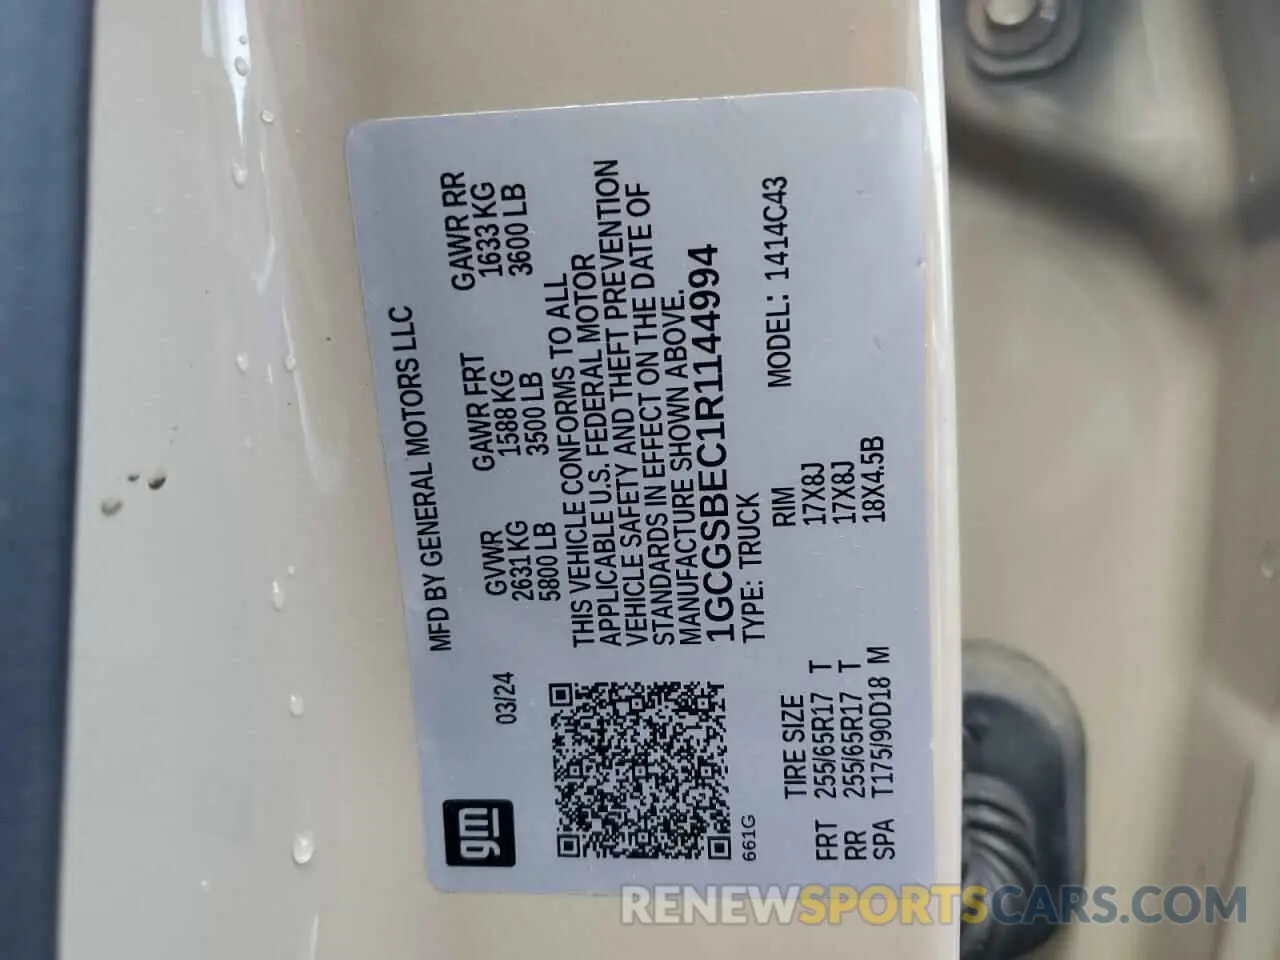 MFD BY GENERAL MOTORS LLC
gm
03/24
GVWR GAWR FRT GAWR RR
2631 KG 1588 KG 1633 KG
5800 LB 3500 LB 3600 LB
THIS VEHICLE CONFORMS TO ALL
APPLICABLE U.S. FEDERAL MOTOR
VEHICLE SAFETY AND THEFT PREVENTION
STANDARDS IN EFFECT ON THE DATE OF
MANUFACTURE SHOWN ABOVE.
1GCGSBEC1R1144994
661G
TYPE: TRUCK MODEL: 1414C43
TIRE SIZE RIM
FRT 255/65R17 T 17X8J
RR 255/65R17 T 17X8J
SPA T175/90D18 M 18X4.5B
RENEWSPORTSCARS.COM